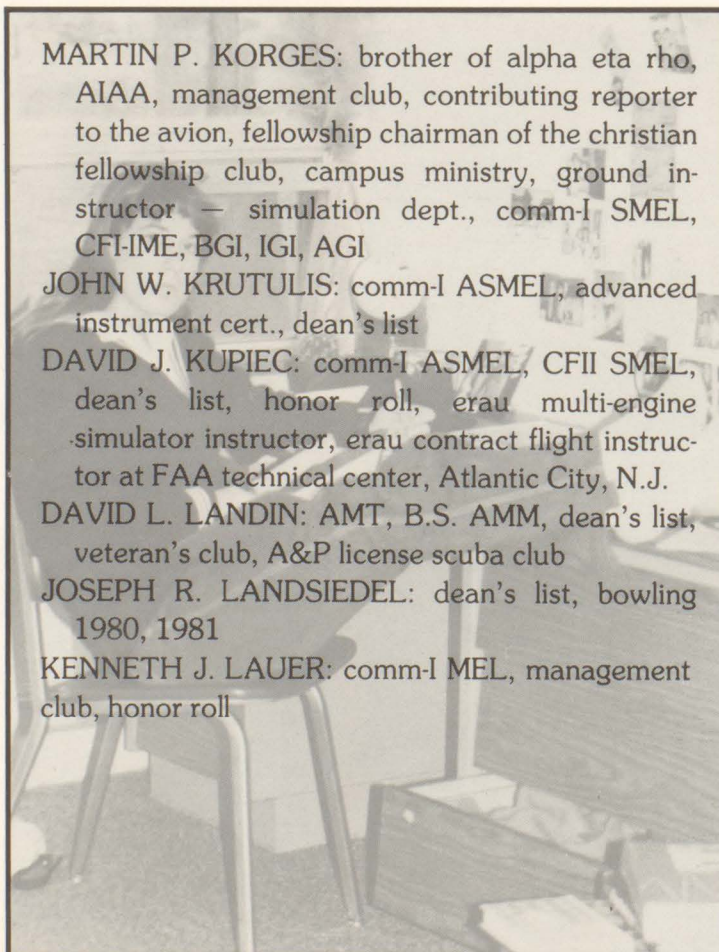 MARTIN P. KORGES: brother of alpha eta rho,
AIAA, management club, contributing reporter
to the avion, fellowship chairman of the christian
fellowship club, campus ministry, ground in-
structor — simulation dept., comm-I SMEL,
CFI-IME, BGI, IGI, AGI
JOHN W. KRUTULIS: comm-I ASMEL, advanced
instrument cert., dean's list
DAVID J. KUPIEC: comm-I ASMEL, CFII SMEL,
dean's list, honor roll, erau multi-engine
simulator instructor, erau contract flight instruc-
tor at FAA technical center, Atlantic City, N.J.
DAVID L. LANDIN: AMT, B.S. AMM, dean's list,
veteran's club, A&P license scuba club
JOSEPH R. LANDSIEDEL: dean's list, bowling
1980, 1981
KENNETH J. LAUER: comm-I MEL, management
club, honor roll